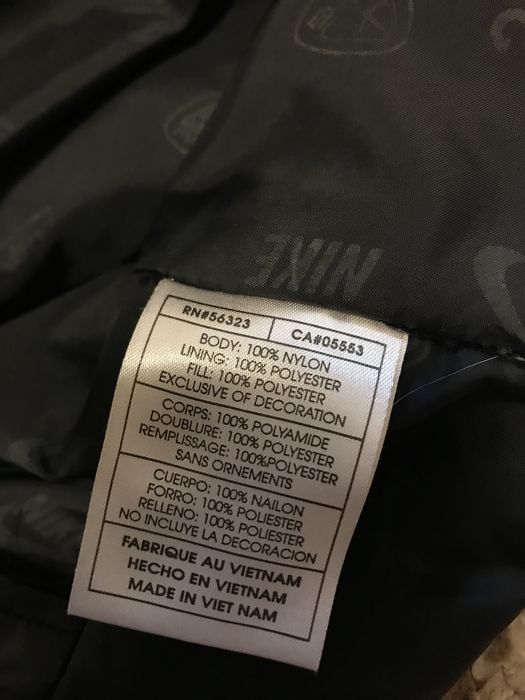 NIKE
RN#56323 CA#05553
BODY: 100% NYLON
LINING: 100% POLYESTER
FILL: 100% POLYESTER
EXCLUSIVE OF DECORATION
CORPS: 100% POLYAMIDE
DOUBLURE: 100% POLYESTER
REMPLISSAGE: 100%POLYESTER
SANS ORNEMENTS
CUERPO: 100% NAILON
FORRO: 100% POLIESTER
RELLENO: 100% POLIESTER
NO INCLUYE LA DECORACION
FABRIQUE AU VIETNAM
HECHO EN VIETNAM
MADE IN VIET NAM